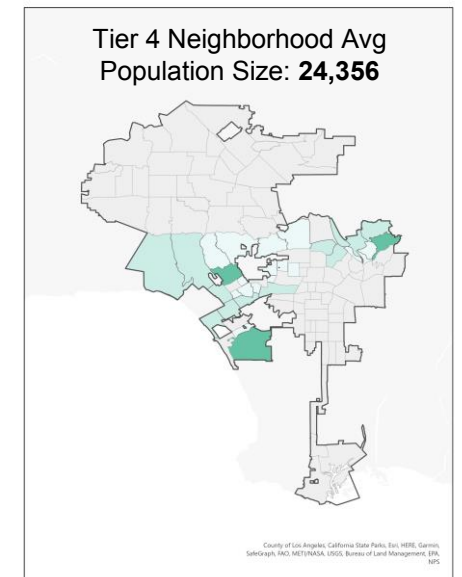 Tier 4 Neighborhood Avg
Population Size: 24,356
County of Los Angeles, California State Parks, Esri, HERE, Garmin,
SafeGraph, FAO, METI/NASA, USGS, Bureau of Land Management, EPA,
NPS